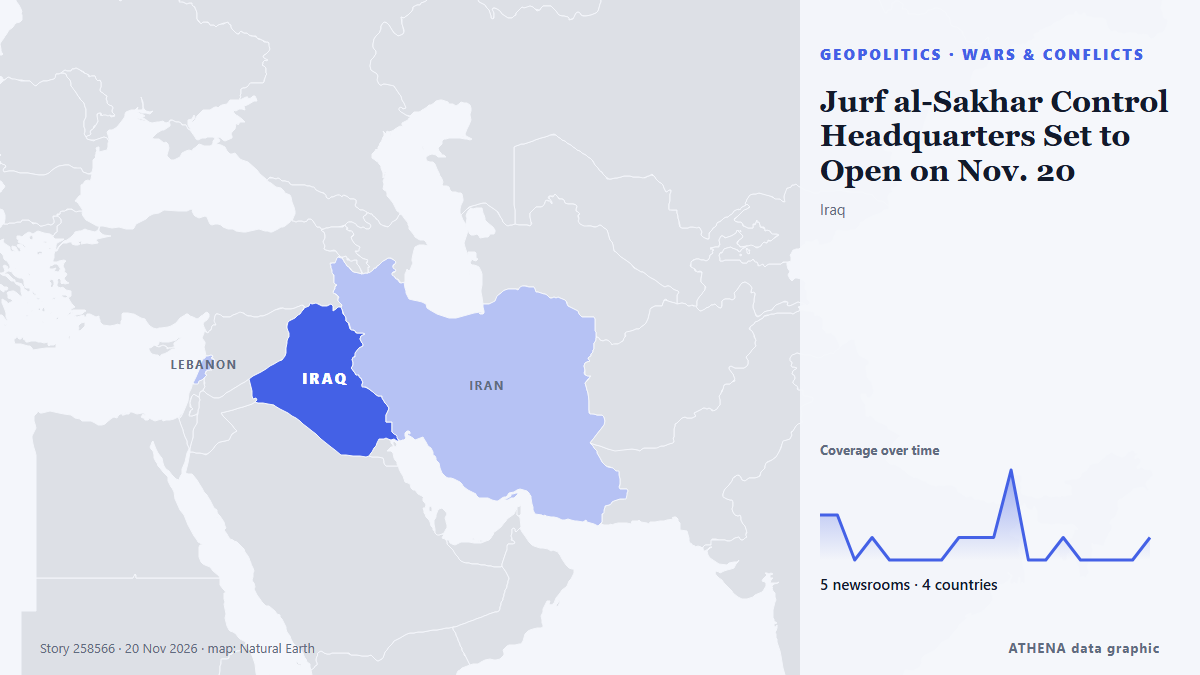 GEOPOLITICS · WARS & CONFLICTS
Jurf al-Sakhar Control
Headquarters Set to
Open on Nov. 20
Iraq
LEBANON
IRAQ
IRAN
Coverage over time
5 newsrooms · 4 countries
Story 258566 · 20 Nov 2026 · map: Natural Earth
ATHENA data graphic